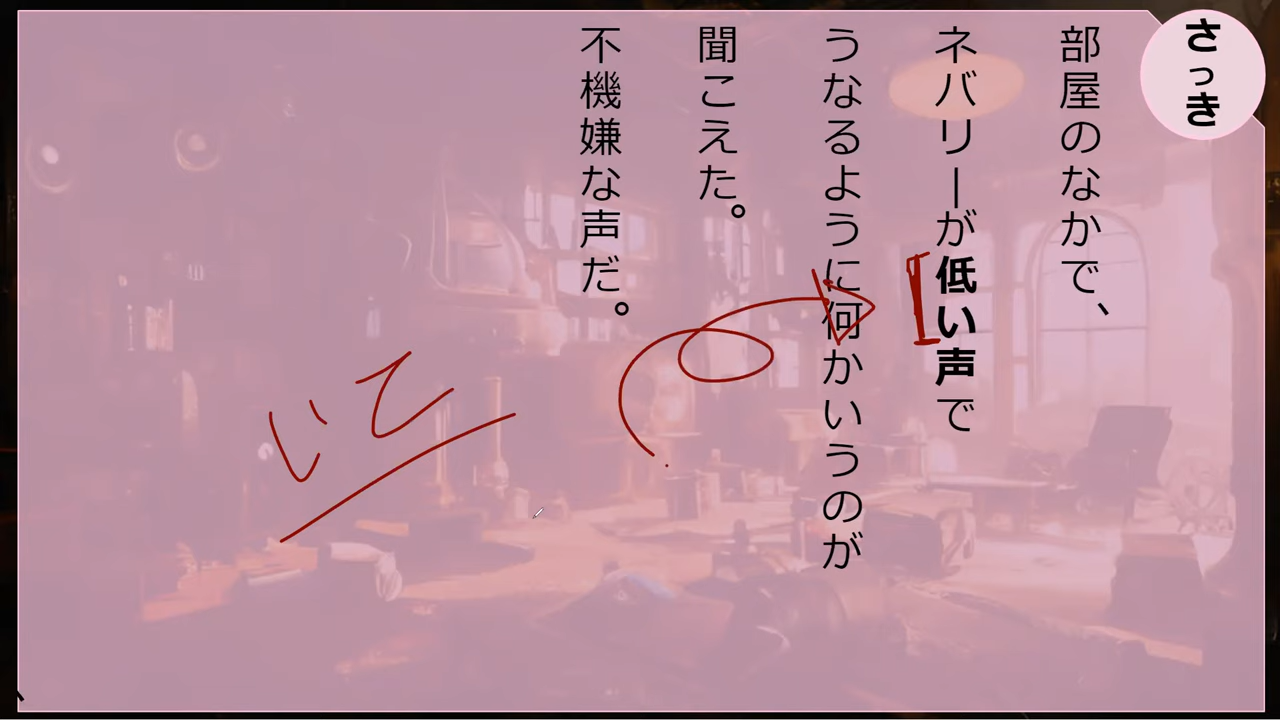 さっき
部屋のなかで、
ネバリーが低い声で
うなるように何かいうのが
聞こえた。
不機嫌な声だ。